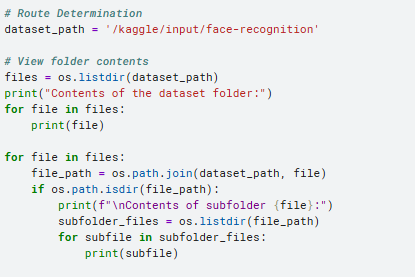 # Route Determination
dataset_path = '/kaggle/input/face-recognition'

# View folder contents
files = os.listdir(dataset_path)
print("Contents of the dataset folder:")
for file in files:
    print(file)

for file in files:
    file_path = os.path.join(dataset_path, file)
    if os.path.isdir(file_path):
        print(f"\nContents of subfolder {file}:")
        subfolder_files = os.listdir(file_path)
        for subfile in subfolder_files:
            print(subfile)